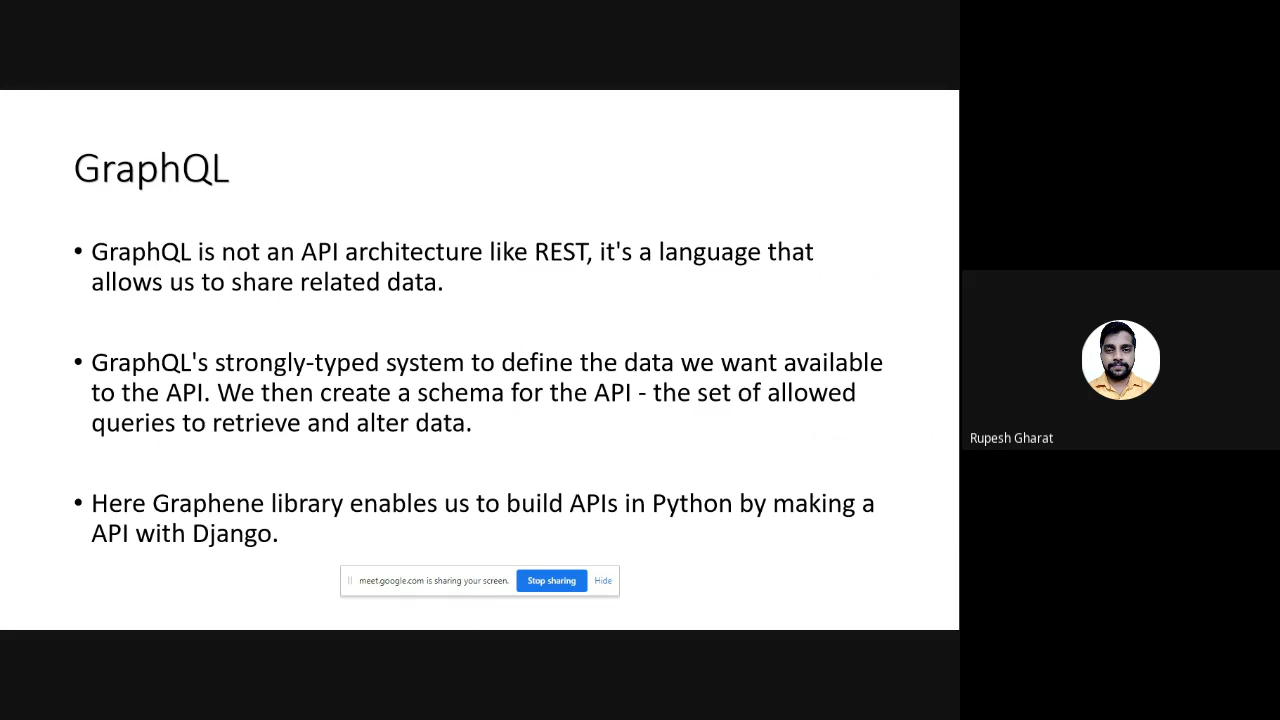 GraphQL
• GraphQL is not an API architecture like REST, it's a language that
allows us to share related data.
• GraphQL's strongly-typed system to define the data we want available
to the API. We then create a schema for the API - the set of allowed
queries to retrieve and alter data.
• Here Graphene library enables us to build APIs in Python by making a
API with Django.
meet.google.com is sharing your screen. Stop sharing Hide
Rupesh Gharat